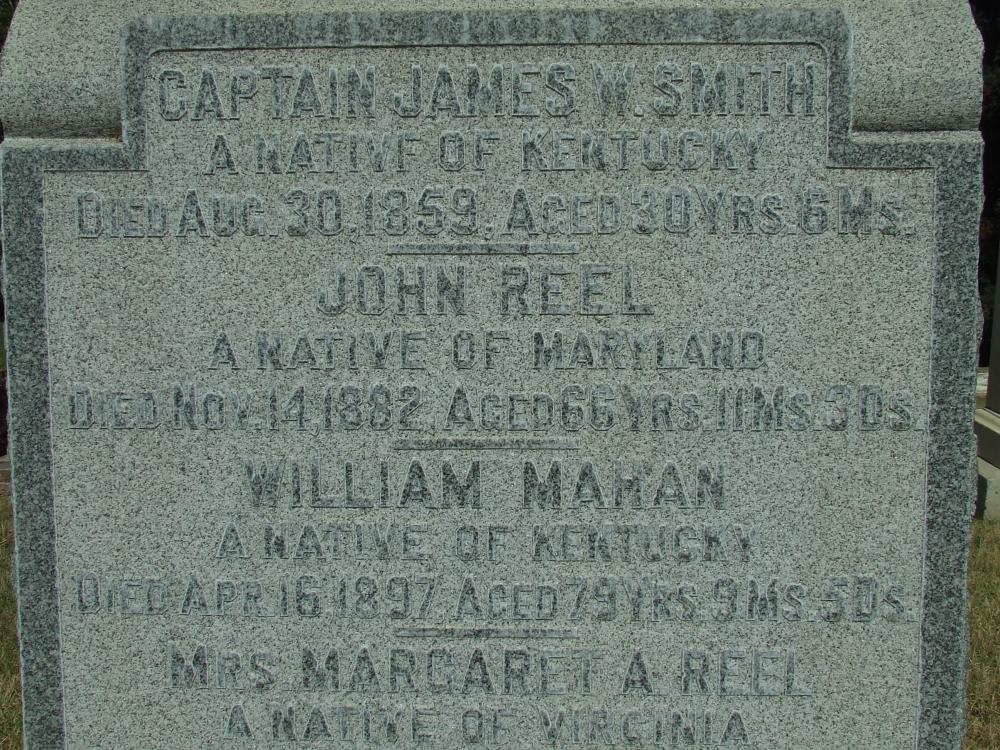 CAPTAIN JAMES W. SMITH
A NATIVE OF KENTUCKY
DIED AUG. 30, 1859, AGED 30 YRS. 6 MS.
JOHN REEL
A NATIVE OF MARYLAND
DIED NOV. 14, 1882, AGED 66 YRS. 11 MS. 3 DS.
WILLIAM MAHAN
A NATIVE OF KENTUCKY
DIED APR. 16, 1897, AGED 79 YRS. 9 MS. 5 DS.
MRS. MARGARET A. REEL
A NATIVE OF VIRGINIA